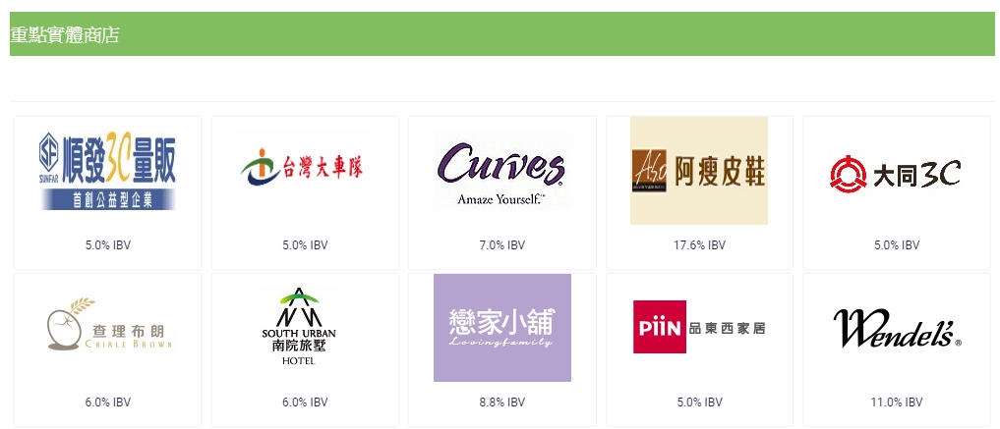 重點實體商店
SF
SUNFAR
順發3C量販
首創公益型企業
5.0% IBV
台灣大車隊
5.0% IBV
Curves®
Amaze Yourself.™
7.0% IBV
A.S.O
阿瘦皮鞋
17.6% IBV
大同3C
5.0% IBV
查理布朗
CHIRLE BROWN
6.0% IBV
SOUTH URBAN
南院旅墅
HOTEL
6.0% IBV
戀家小舖
Lovingfamily
8.8% IBV
PiiN
品東西家居
5.0% IBV
Wendel's®
11.0% IBV